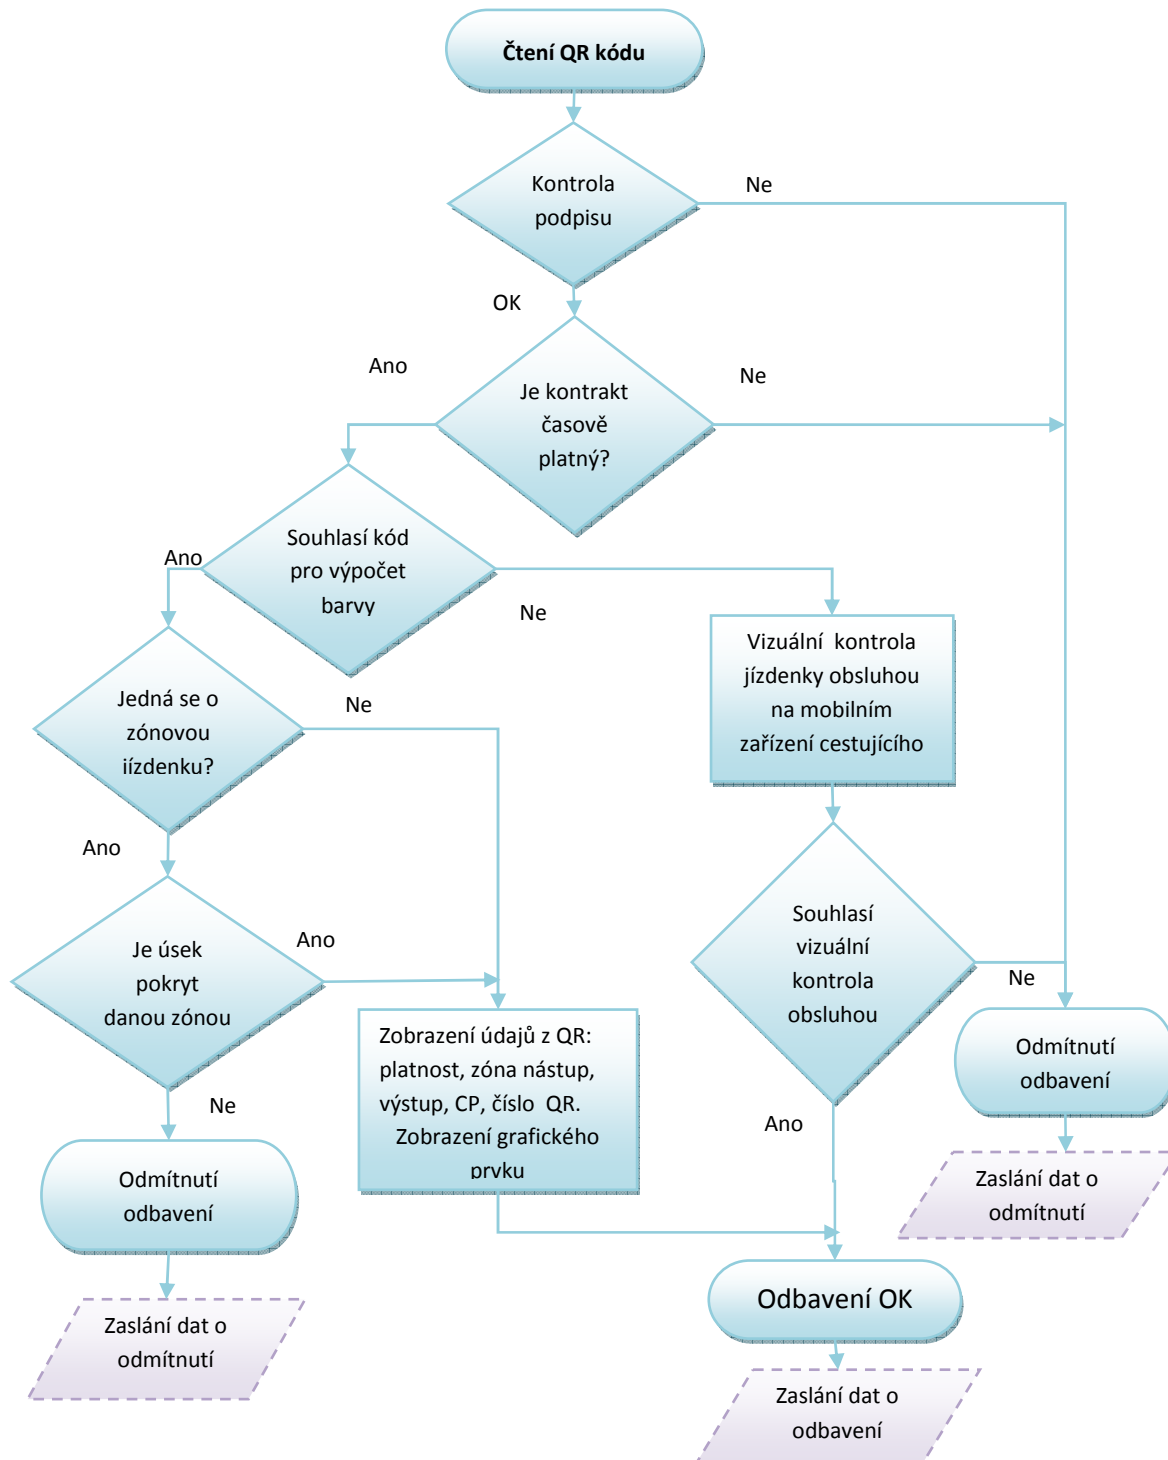 Čtení QR kódu
Kontrola
podpisu
Ne
OK
Ano
Je kontrakt
časově
platný?
Ne
Ano
Souhlasí kód
pro výpočet
barvy
Ne
Vizuální kontrola
jízdenky obsluhou
na mobilním
zařízení cestujícího
Jedná se o
zónovou
iízdenku?
Ne
Ano
Je úsek
pokryt
danou zónou
Ano
Souhlasí
vizuální
kontrola
obsluhou
Ne
Zobrazení údajů z QR:
platnost, zóna nástup,
výstup, CP, číslo QR.
Zobrazení grafického
prvku
Odmítnutí
odbavení
Ne
Ano
Odmítnutí
odbavení
Zaslání dat o
odmítnutí
Odbavení OK
Zaslání dat o
odmítnutí
Zaslání dat o
odbavení